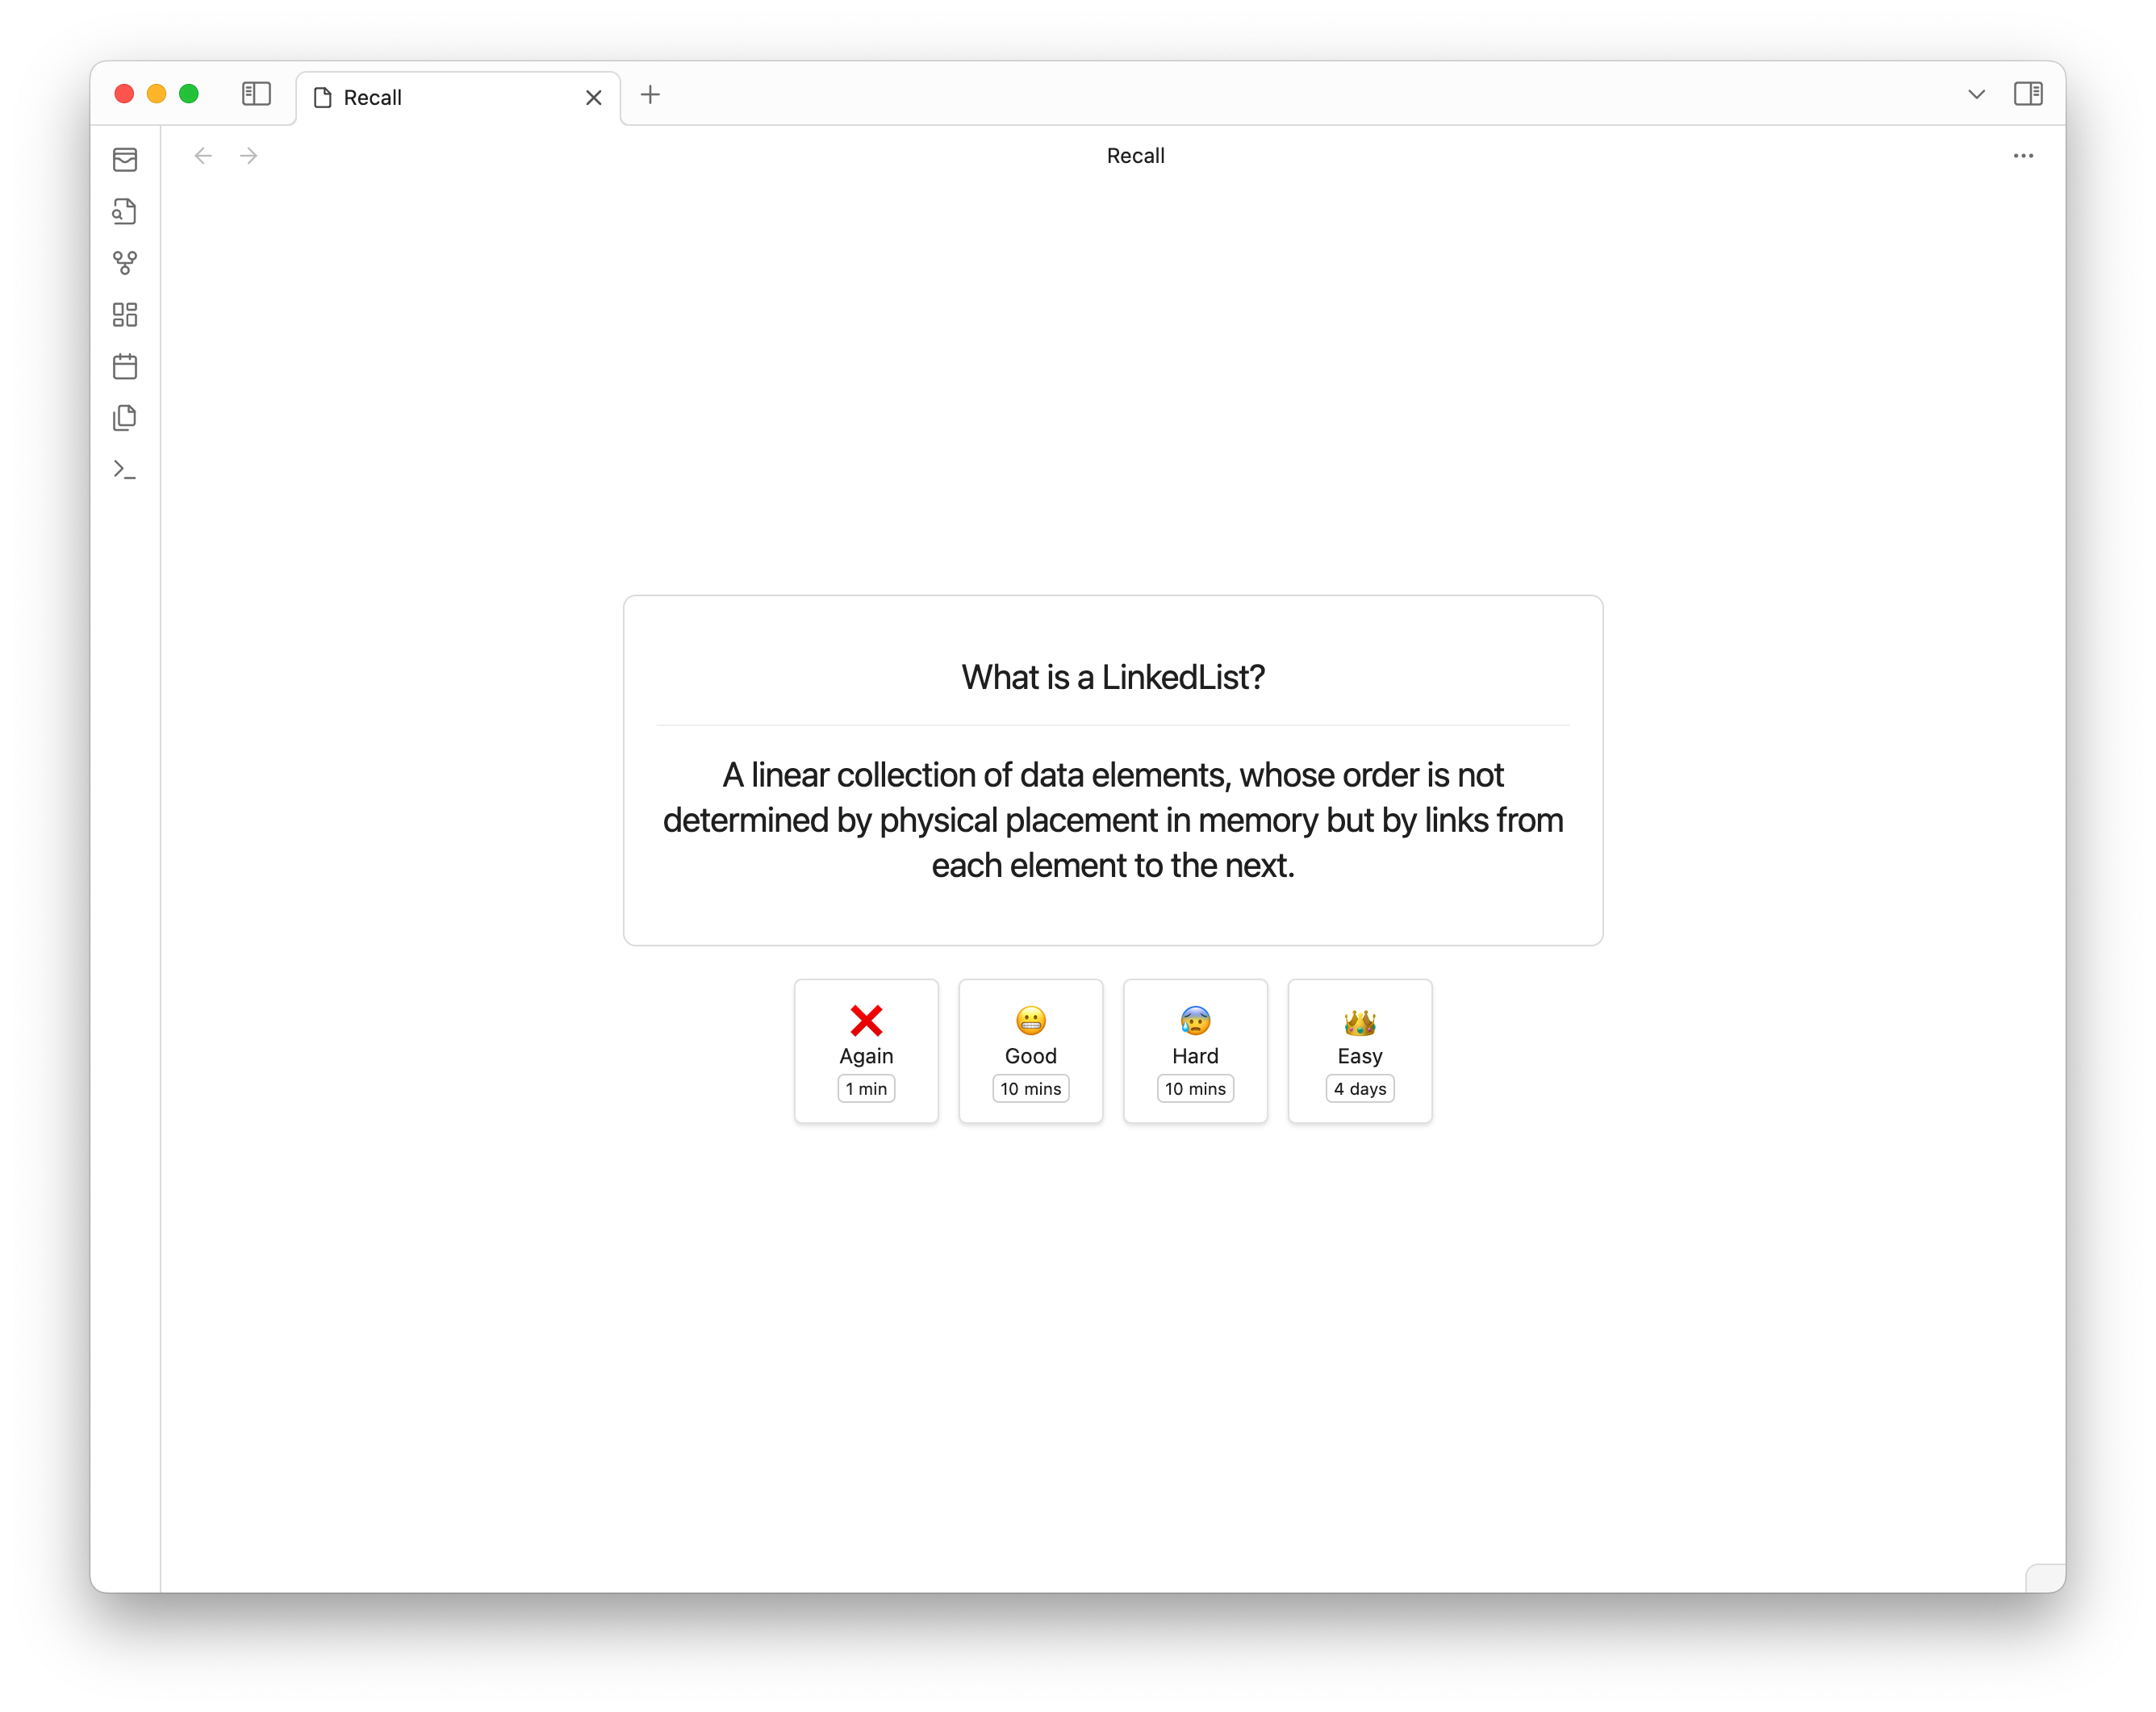 Recall
Recall
What is a LinkedList?
A linear collection of data elements, whose order is not
determined by physical placement in memory but by links from
each element to the next.
Again
1 min
Good
10 mins
Hard
10 mins
Easy
4 days